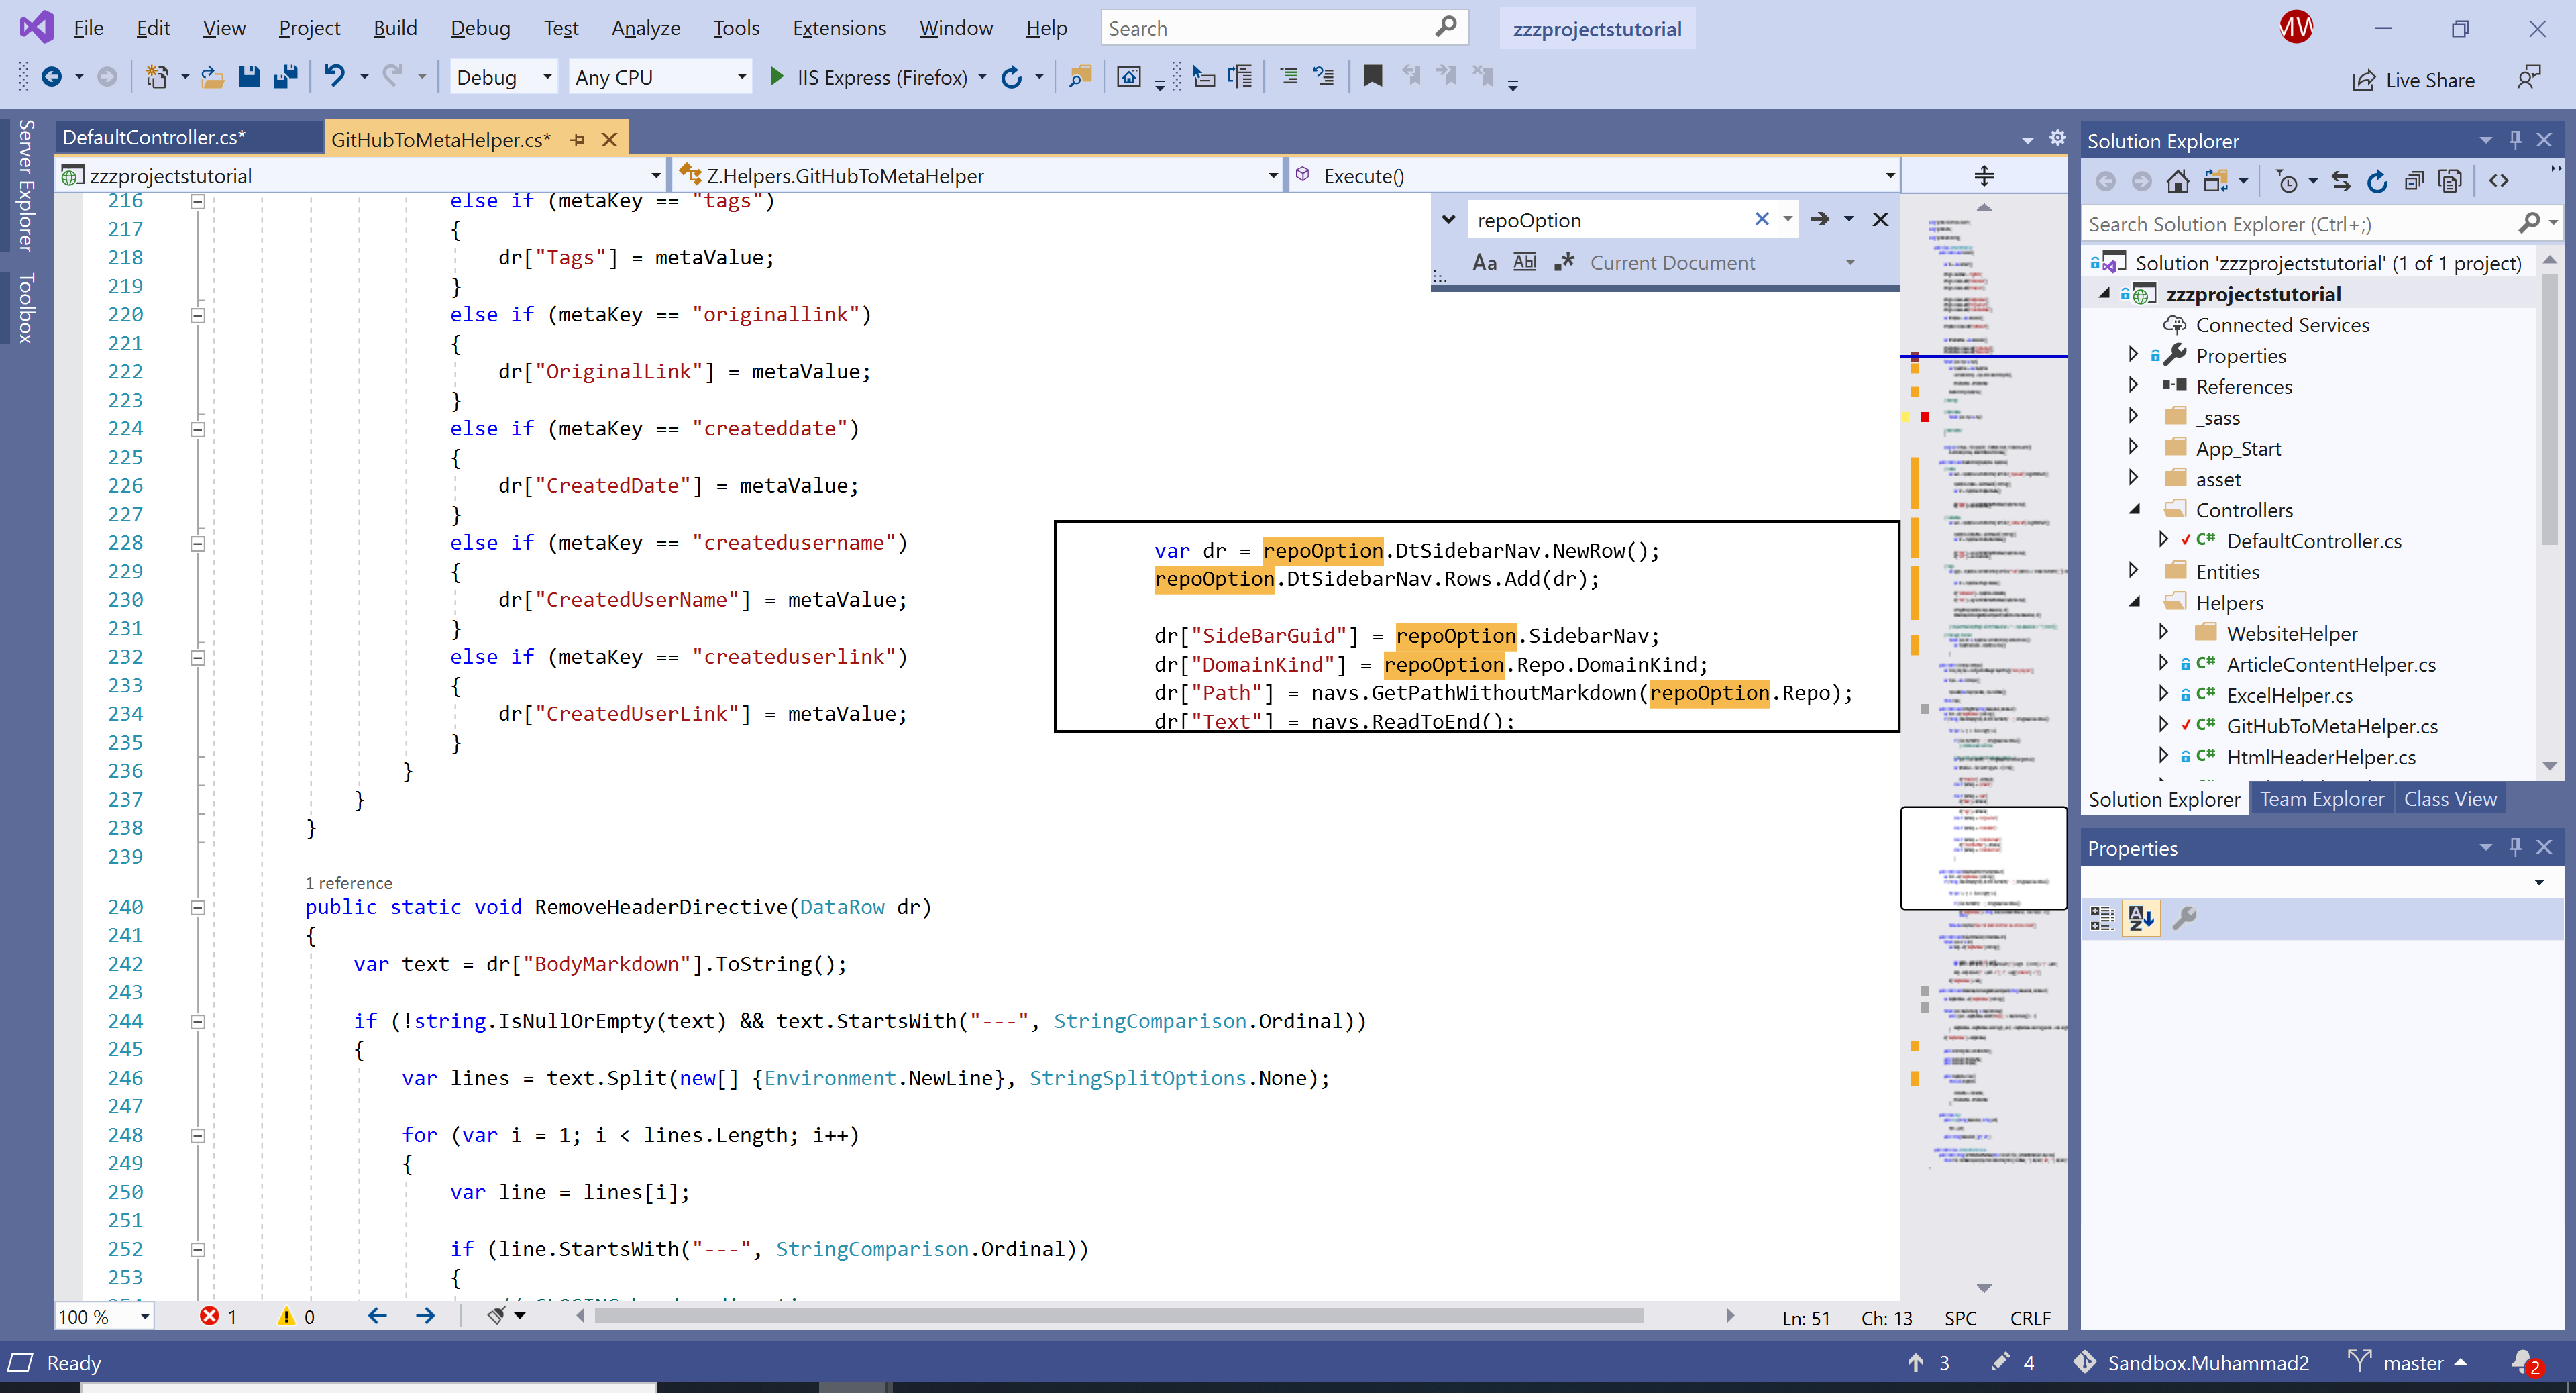 File Edit View Project Build Debug Test Analyze Tools Extensions Window Help Search zzzprojectstutorial MW
Debug Any CPU IIS Express (Firefox) Live Share
Server Explorer
Toolbox
DefaultController.cs* GitHubToMetaHelper.cs*
zzzprojectstutorial Z.Helpers.GitHubToMetaHelper Execute()
repoOption
Aa Abl .* Current Document
216 else if (metaKey == "tags")
217 {
218 dr["Tags"] = metaValue;
219 }
220 else if (metaKey == "originallink")
221 {
222 dr["OriginalLink"] = metaValue;
223 }
224 else if (metaKey == "createddate")
225 {
226 dr["CreatedDate"] = metaValue;
227 }
228 else if (metaKey == "createdusername")
229 {
230 dr["CreatedUserName"] = metaValue;
231 }
232 else if (metaKey == "createduserlink")
233 {
234 dr["CreatedUserLink"] = metaValue;
235 }
236 }
237 }
238 }
239
1 reference
240 public static void RemoveHeaderDirective(DataRow dr)
241 {
242 var text = dr["BodyMarkdown"].ToString();
243
244 if (!string.IsNullOrEmpty(text) && text.StartsWith("---", StringComparison.Ordinal))
245 {
246 var lines = text.Split(new[] {Environment.NewLine}, StringSplitOptions.None);
247
248 for (var i = 1; i < lines.Length; i++)
249 {
250 var line = lines[i];
251
252 if (line.StartsWith("---", StringComparison.Ordinal))
253 {
var dr = repoOption.DtSidebarNav.NewRow();
repoOption.DtSidebarNav.Rows.Add(dr);
dr["SideBarGuid"] = repoOption.SidebarNav;
dr["DomainKind"] = repoOption.Repo.DomainKind;
dr["Path"] = navs.GetPathWithoutMarkdown(repoOption.Repo);
dr["Text"] = navs.ReadToEnd();
100 % 1 0 Ln: 51 Ch: 13 SPC CRLF
Solution Explorer
Search Solution Explorer (Ctrl+;)
Solution 'zzzprojectstutorial' (1 of 1 project)
zzzprojectstutorial
Connected Services
Properties
References
_sass
App_Start
asset
Controllers
C# DefaultController.cs
Entities
Helpers
WebsiteHelper
C# ArticleContentHelper.cs
C# ExcelHelper.cs
C# GitHubToMetaHelper.cs
C# HtmlHeaderHelper.cs
Solution Explorer Team Explorer Class View
Properties
Ready 3 4 Sandbox.Muhammad2 master 2